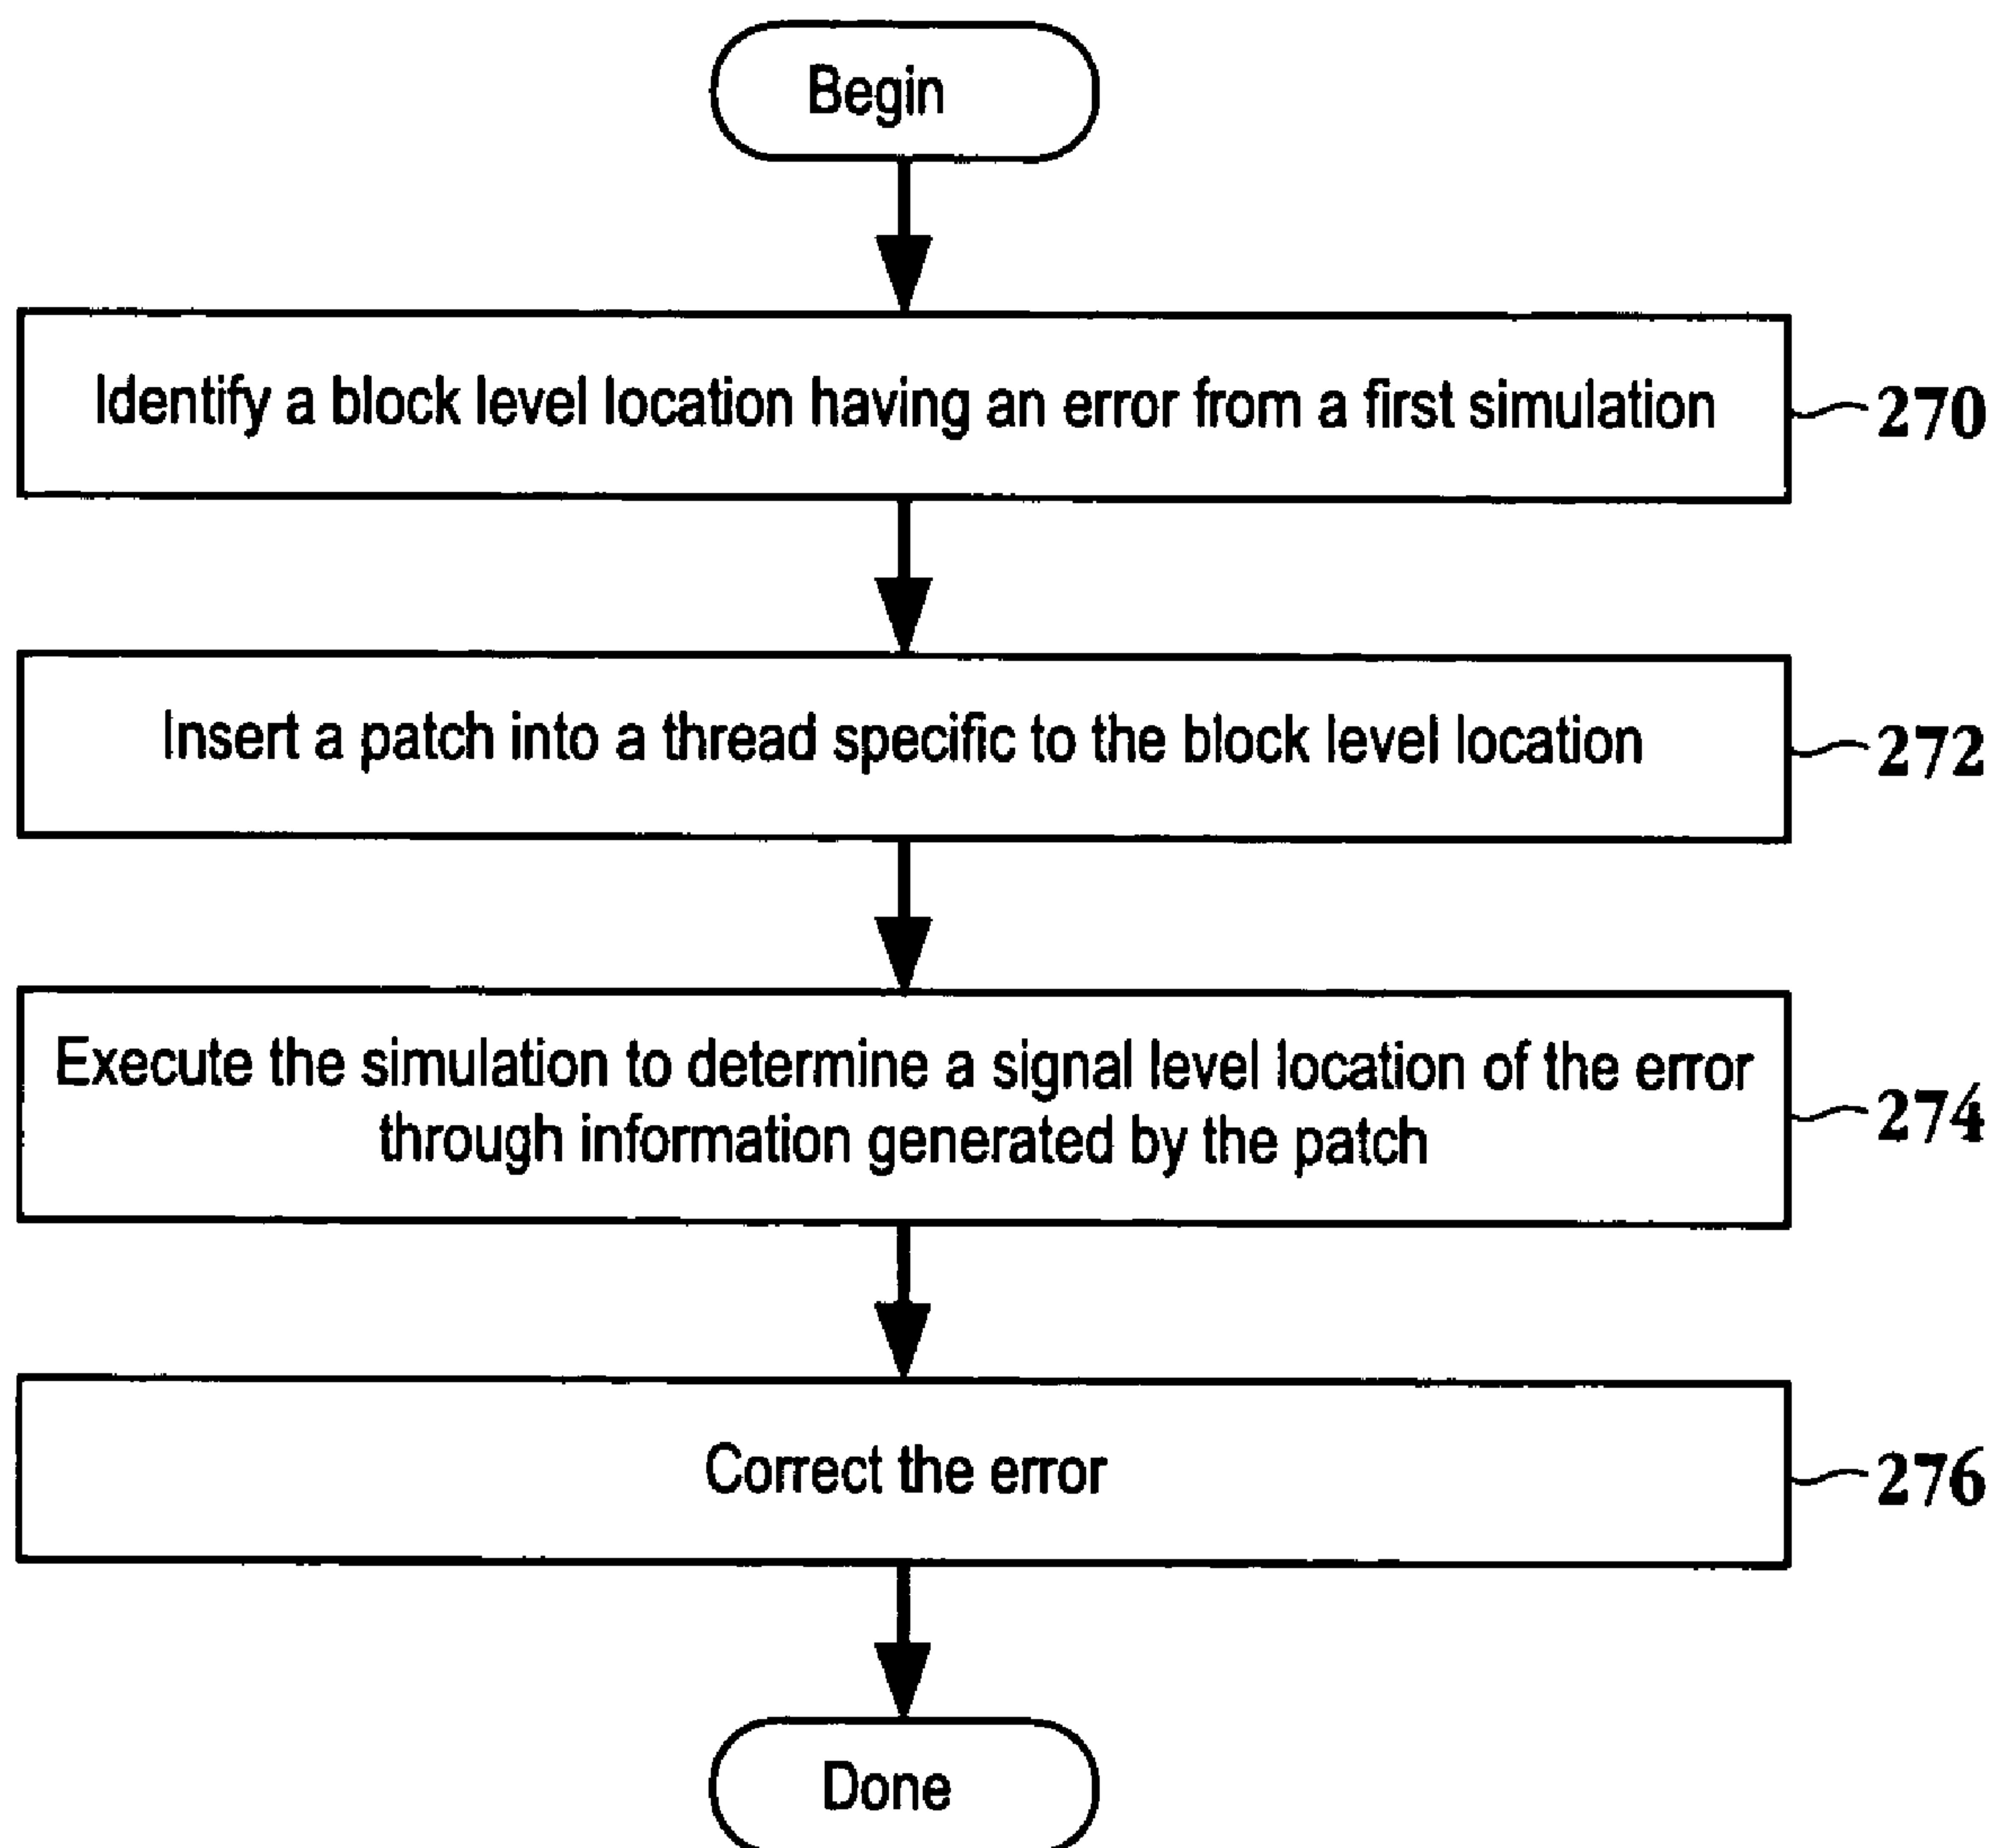 Begin
Identify a block level location having an error from a first simulation
270
Insert a patch into a thread specific to the block level location
272
Execute the simulation to determine a signal level location of the error
through information generated by the patch
274
Correct the error
276
Done